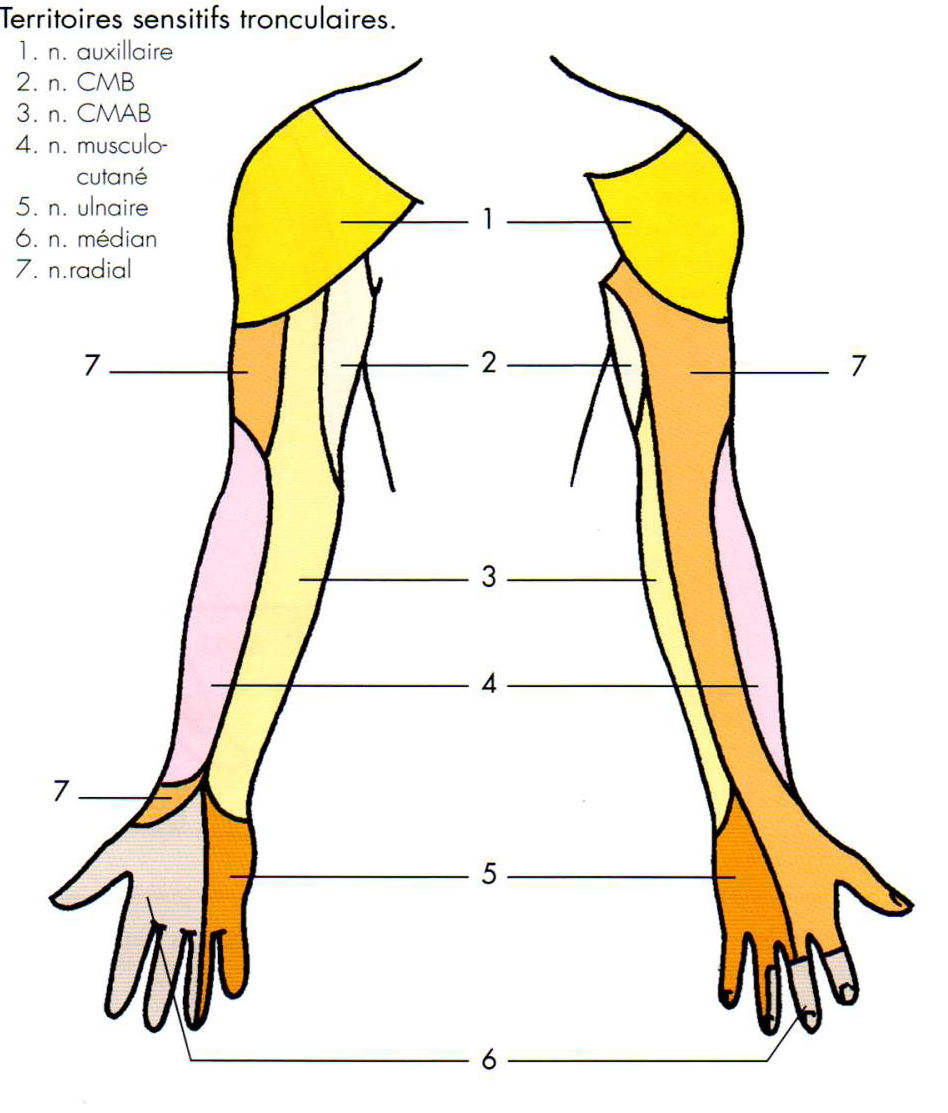 Territoires sensitifs tronculaires.
1. n. auxillaire
2. n. CMB
3. n. CMAB
4. n. musculo-
cutané
5. n. ulnaire
6. n. médian
7. n.radial
1
7
2
7
3
4
7
5
6